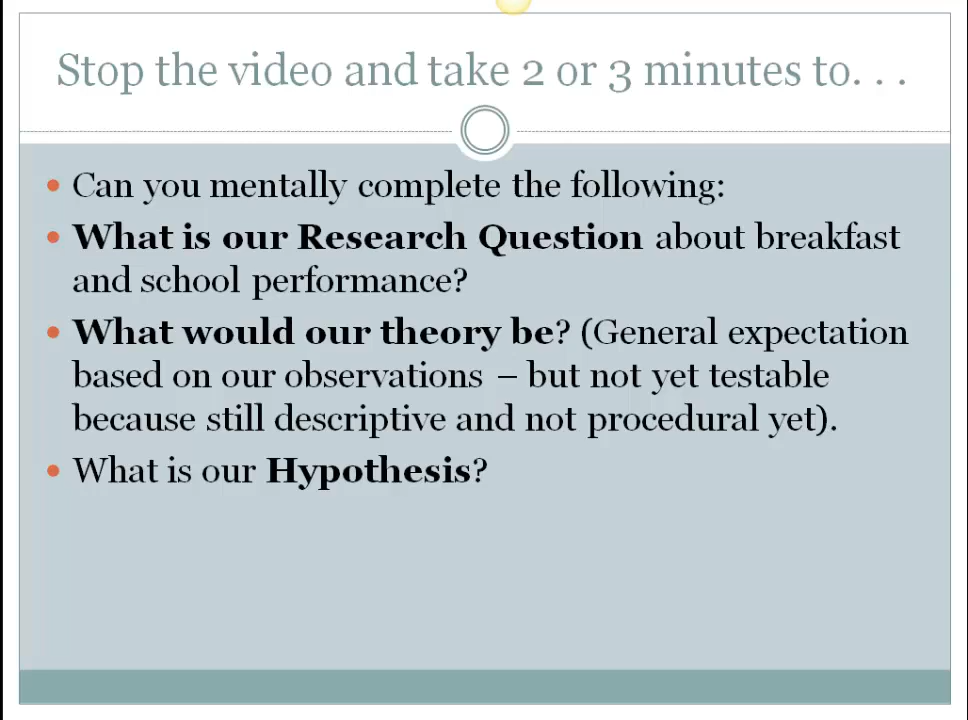 Stop the video and take 2 or 3 minutes to. . .
• Can you mentally complete the following:
• What is our Research Question about breakfast
and school performance?
• What would our theory be? (General expectation
based on our observations – but not yet testable
because still descriptive and not procedural yet).
• What is our Hypothesis?